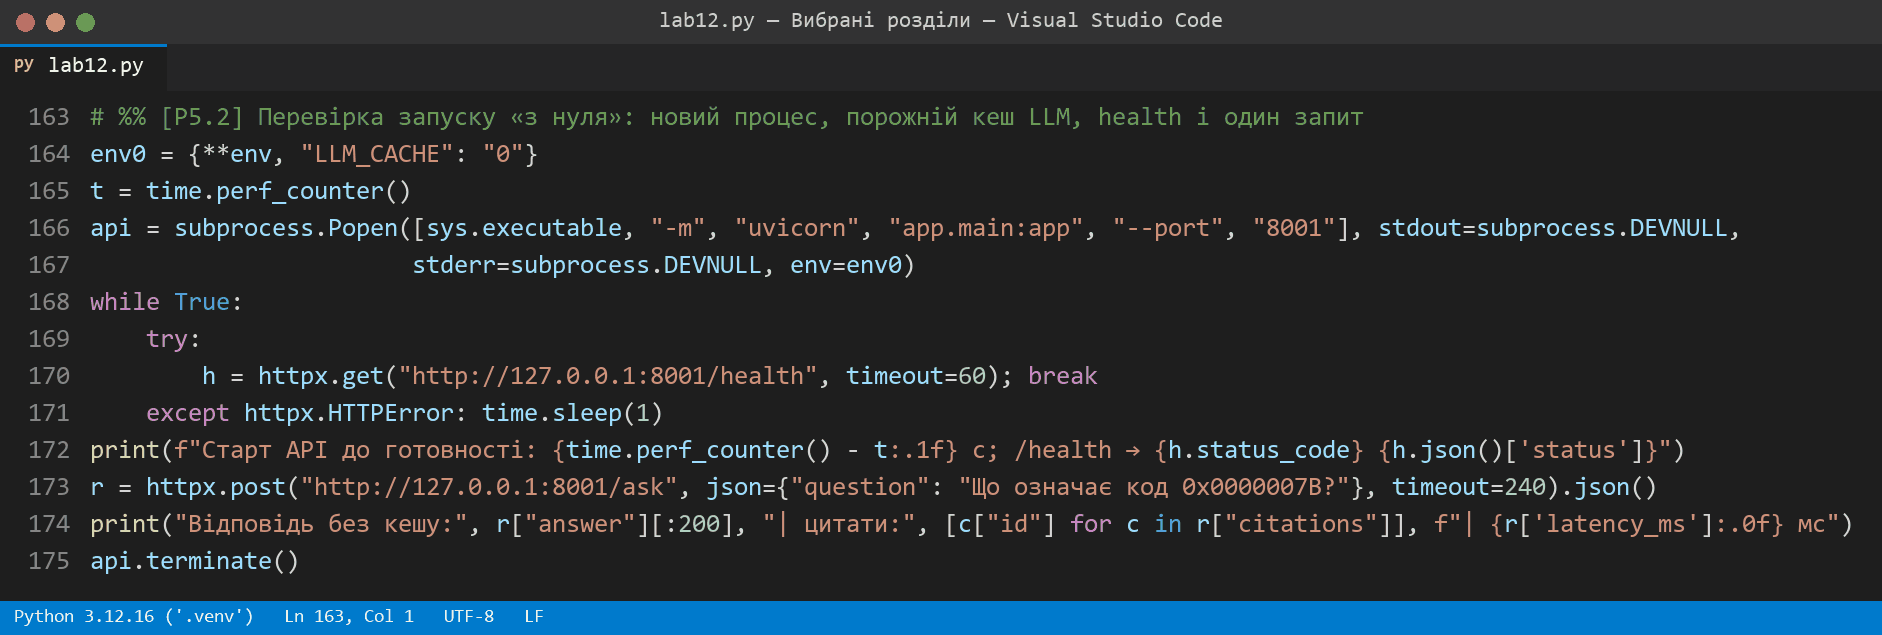 lab12.py — Вибрані розділи — Visual Studio Code
py lab12.py
163 # %% [P5.2] Перевірка запуску «з нуля»: новий процес, порожній кеш LLM, health і один запит
164 env0 = {**env, "LLM_CACHE": "0"}
165 t = time.perf_counter()
166 api = subprocess.Popen([sys.executable, "-m", "uvicorn", "app.main:app", "--port", "8001"], stdout=subprocess.DEVNULL,
167                        stderr=subprocess.DEVNULL, env=env0)
168 while True:
169     try:
170         h = httpx.get("http://127.0.0.1:8001/health", timeout=60); break
171     except httpx.HTTPError: time.sleep(1)
172 print(f"Старт API до готовності: {time.perf_counter() - t:.1f} с; /health → {h.status_code} {h.json()['status']}")
173 r = httpx.post("http://127.0.0.1:8001/ask", json={"question": "Що означає код 0x0000007B?"}, timeout=240).json()
174 print("Відповідь без кешу:", r["answer"][:200], "| цитати:", [c["id"] for c in r["citations"]], f"| {r['latency_ms']:.0f} мс")
175 api.terminate()
Python 3.12.16 ('.venv') Ln 163, Col 1 UTF-8 LF